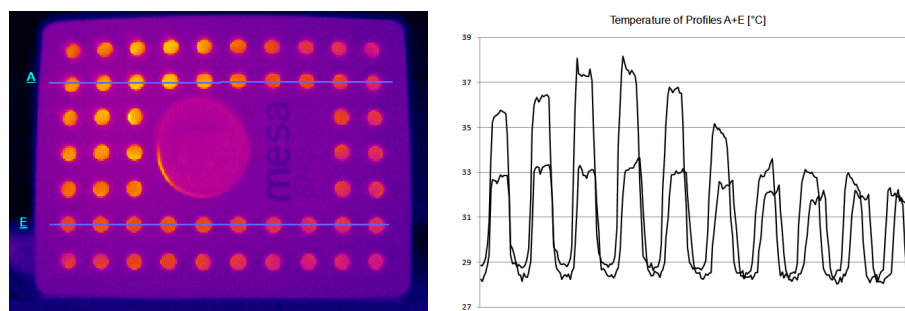 A
mesa
E
Temperature of Profiles A+E [°C]
39
37
35
33
31
29
27